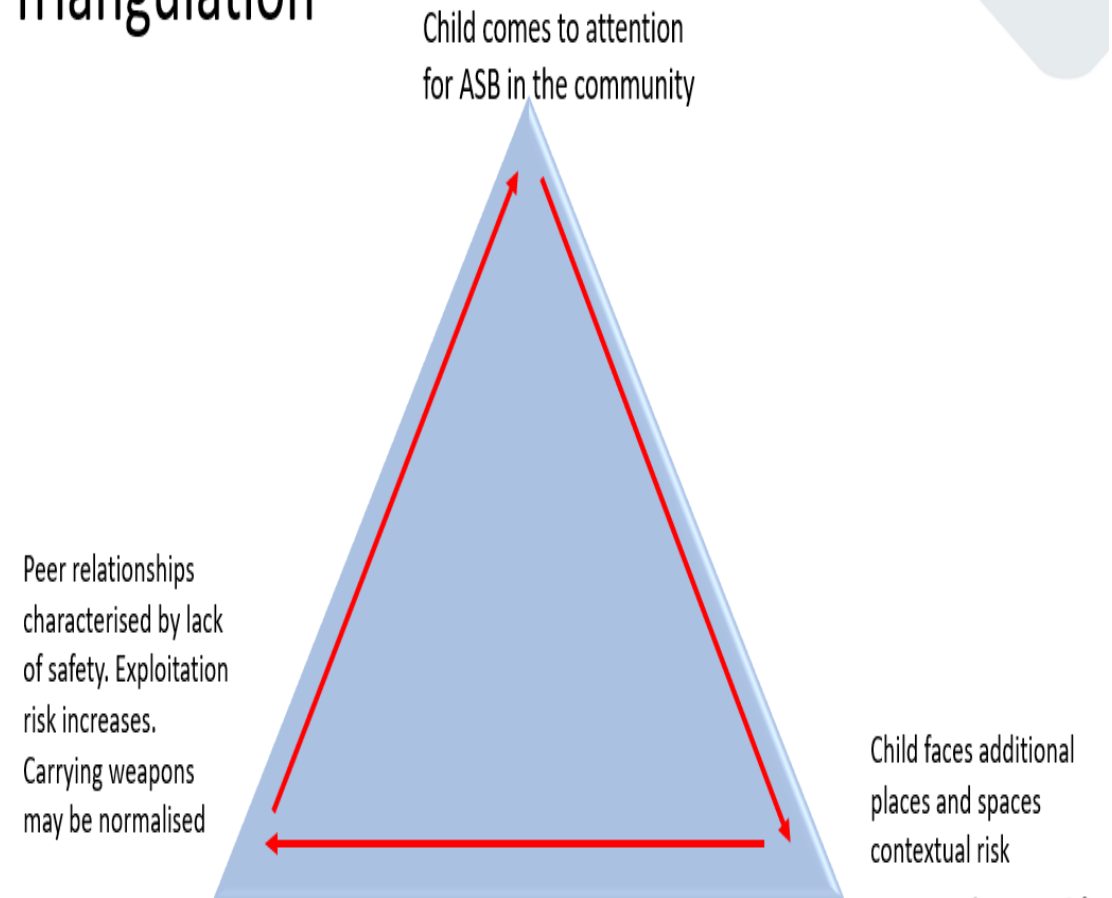 Triangulation
Child comes to attention
for ASB in the community
Peer relationships
characterised by lack
of safety. Exploitation
risk increases.
Carrying weapons
may be normalised
Child faces additional
places and spaces
contextual risk